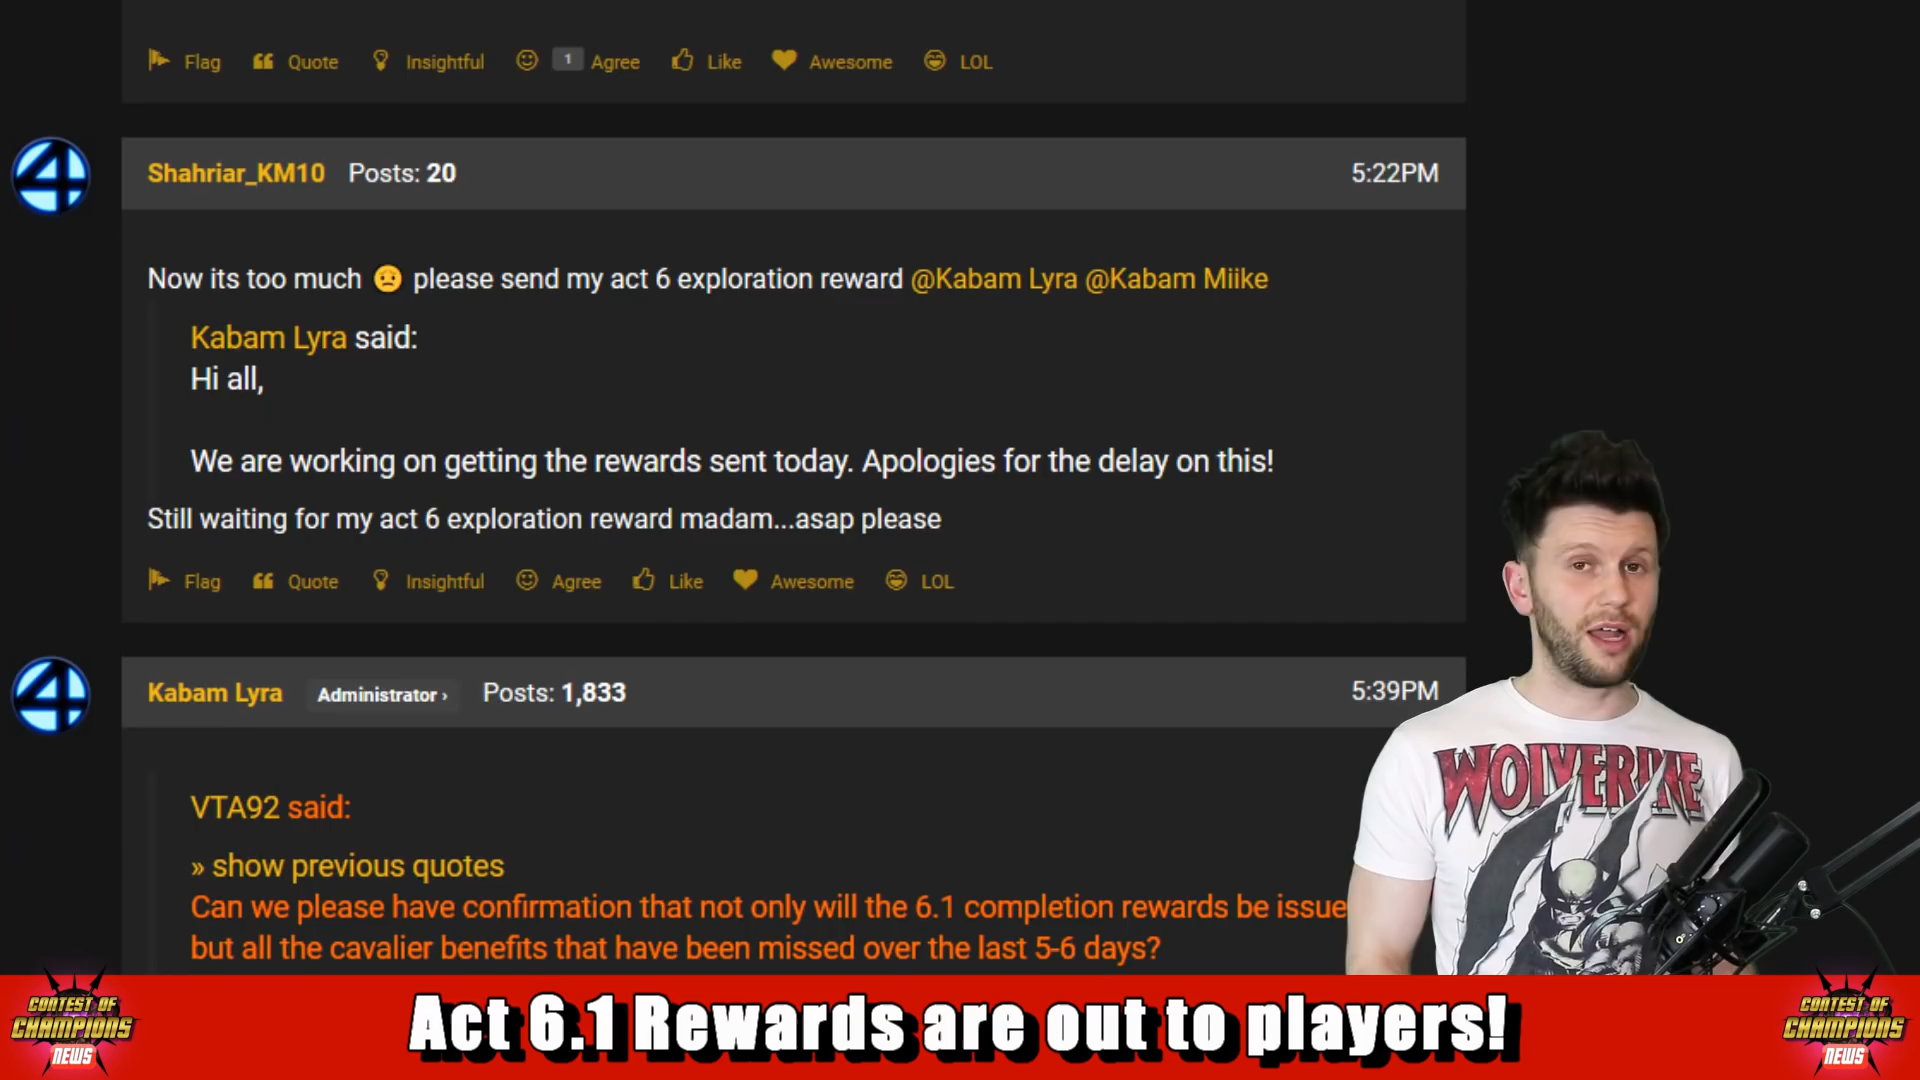 Flag Quote Insightful 1 Agree Like Awesome LOL
Shahriar_KM10 Posts: 20 5:22PM
Now its too much 😟 please send my act 6 exploration reward @Kabam Lyra @Kabam Miike
Kabam Lyra said:
Hi all,
We are working on getting the rewards sent today. Apologies for the delay on this!
Still waiting for my act 6 exploration reward madam...asap please
Flag Quote Insightful Agree Like Awesome LOL
Kabam Lyra Administrator › Posts: 1,833 5:39PM
VTA92 said:
» show previous quotes
Can we please have confirmation that not only will the 6.1 completion rewards be issue
but all the cavalier benefits that have been missed over the last 5-6 days?
WOLVERINE
CONTEST OF
CHAMPIONS
NEWS
Act 6.1 Rewards are out to players!
CONTEST OF
CHAMPIONS
NEWS